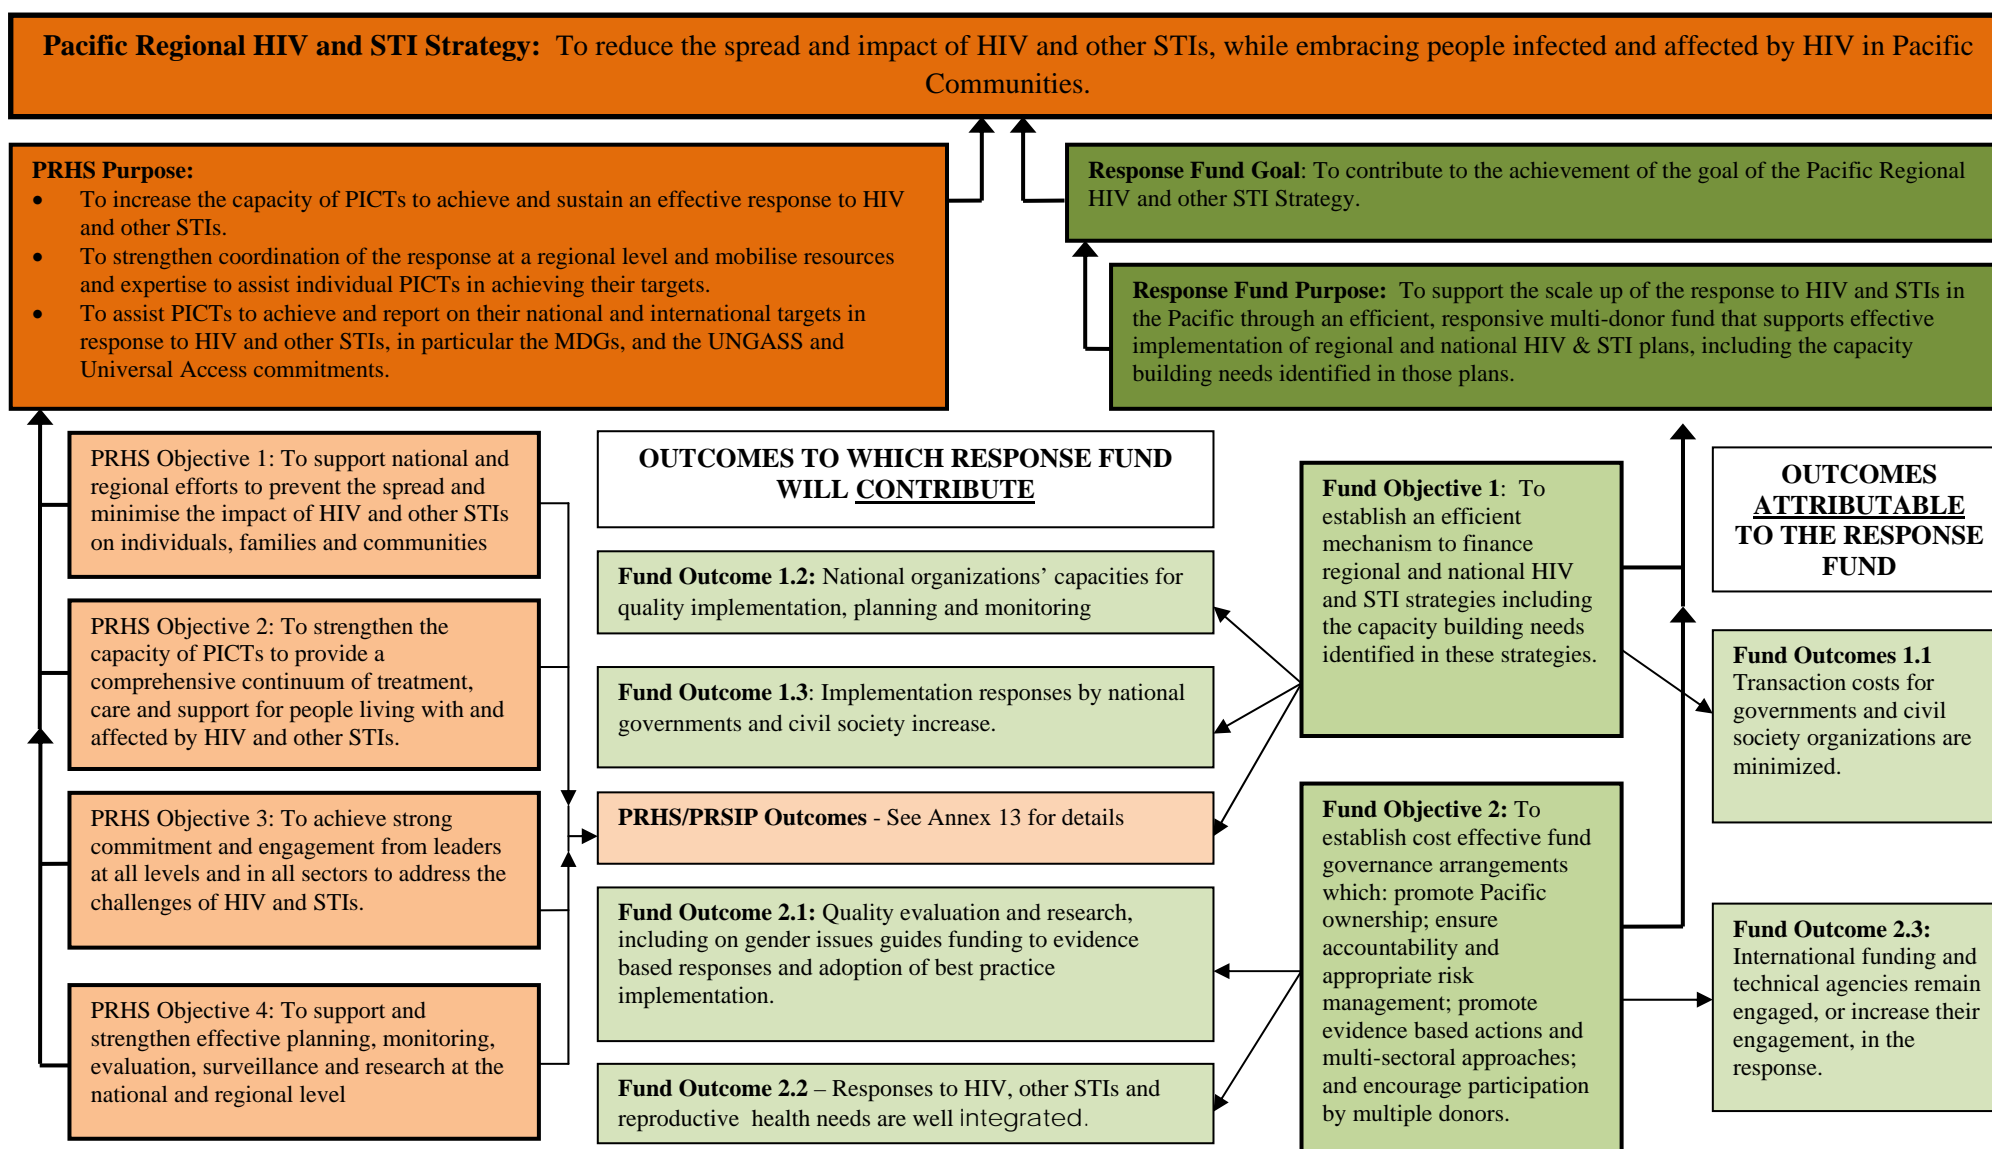 Pacific Regional HIV and STI Strategy: To reduce the spread and impact of HIV and other STIs, while embracing people infected and affected by HIV in Pacific
Communities.
PRHS Purpose:
• To increase the capacity of PICTs to achieve and sustain an effective response to HIV
and other STIs.
• To strengthen coordination of the response at a regional level and mobilise resources
and expertise to assist individual PICTs in achieving their targets.
• To assist PICTs to achieve and report on their national and international targets in
response to HIV and other STIs, in particular the MDGs, and the UNGASS and
Universal Access commitments.
Response Fund Goal: To contribute to the achievement of the goal of the Pacific Regional
HIV and other STI Strategy.
Response Fund Purpose: To support the scale up of the response to HIV and STIs in
the Pacific through an efficient, responsive multi-donor fund that supports effective
implementation of regional and national HIV & STI plans, including the capacity
building needs identified in those plans.
PRHS Objective 1: To support national and
regional efforts to prevent the spread and
minimise the impact of HIV and other STIs
on individuals, families and communities
PRHS Objective 2: To strengthen the
capacity of PICTs to provide a
comprehensive continuum of treatment,
care and support for people living with and
affected by HIV and other STIs.
PRHS Objective 3: To achieve strong
commitment and engagement from leaders
at all levels and in all sectors to address the
challenges of HIV and STIs.
PRHS Objective 4: To support and
strengthen effective planning, monitoring,
evaluation, surveillance and research at the
national and regional level
OUTCOMES TO WHICH RESPONSE FUND
WILL CONTRIBUTE
Fund Outcome 1.2: National organizations’ capacities for
quality implementation, planning and monitoring
Fund Outcome 1.3: Implementation responses by national
governments and civil society increase.
PRHS/PRSIP Outcomes - See Annex 13 for details
Fund Outcome 2.1: Quality evaluation and research,
including on gender issues guides funding to evidence
based responses and adoption of best practice
implementation.
Fund Outcome 2.2 – Responses to HIV, other STIs and
reproductive health needs are well integrated.
Fund Objective 1: To
establish an efficient
mechanism to finance
regional and national HIV
and STI strategies including
the capacity building needs
identified in these strategies.
Fund Objective 2: To
establish cost effective fund
governance arrangements
which: promote Pacific
ownership; ensure
accountability and
appropriate risk
management; promote
evidence based actions and
multi-sectoral approaches;
and encourage participation
by multiple donors.
OUTCOMES
ATTRIBUTABLE
TO THE RESPONSE
FUND
Fund Outcomes 1.1
Transaction costs for
governments and civil
society organizations are
minimized.
Fund Outcome 2.3:
International funding and
technical agencies remain
engaged, or increase their
engagement, in the
response.